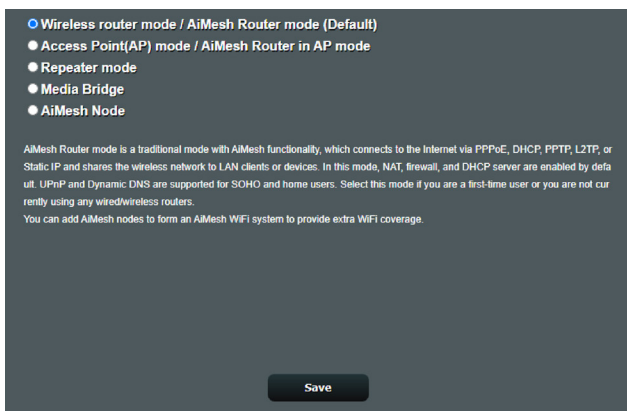 Wireless router mode / AiMesh Router mode (Default)
Access Point(AP) mode / AiMesh Router in AP mode
Repeater mode
Media Bridge
AiMesh Node
AiMesh Router mode is a traditional mode with AiMesh functionality, which connects to the Internet via PPPoE, DHCP, PPTP, L2TP, or
Static IP and shares the wireless network to LAN clients or devices. In this mode, NAT, firewall, and DHCP server are enabled by defa
ult. UPnP and Dynamic DNS are supported for SOHO and home users. Select this mode if you are a first-time user or you are not cur
rently using any wired/wireless routers.
You can add AiMesh nodes to form an AiMesh WiFi system to provide extra WiFi coverage.
Save